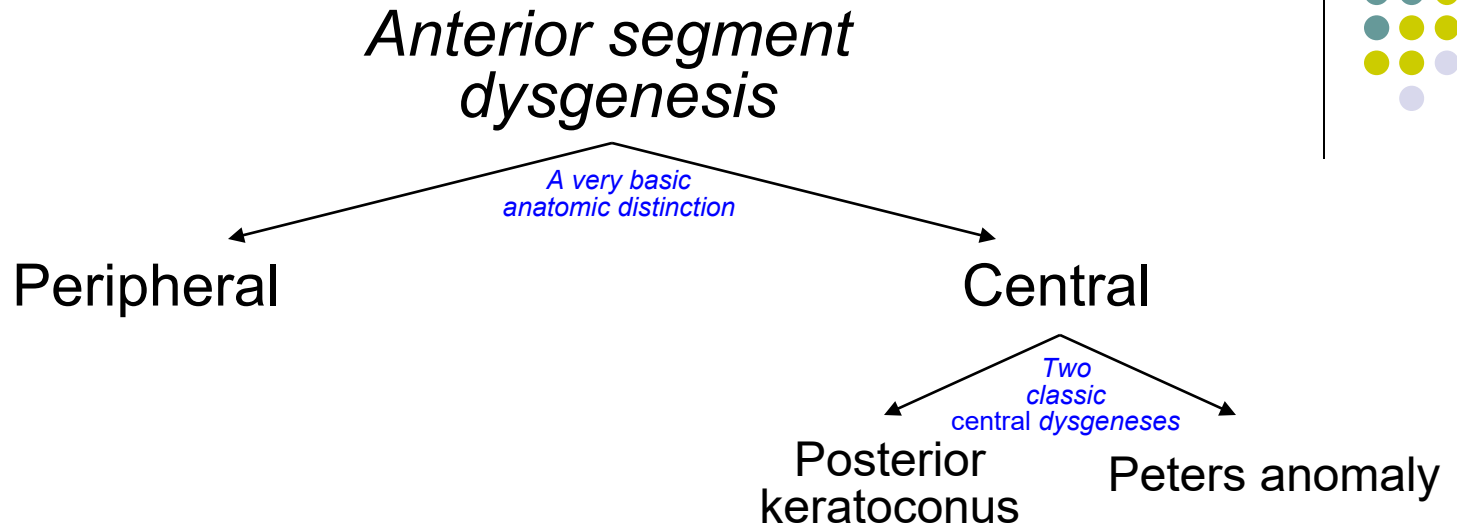 Anterior segment
dysgenesis
A very basic
anatomic distinction
Peripheral
Central
Two
classic
central dysgeneses
Posterior
keratoconus
Peters anomaly